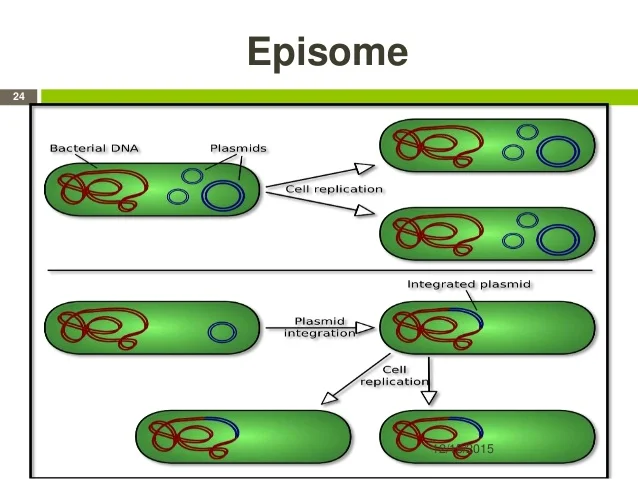 Episome
24
Bacterial DNA
Plasmids
Cell replication
Integrated plasmid
Plasmid
integration
Cell
replication